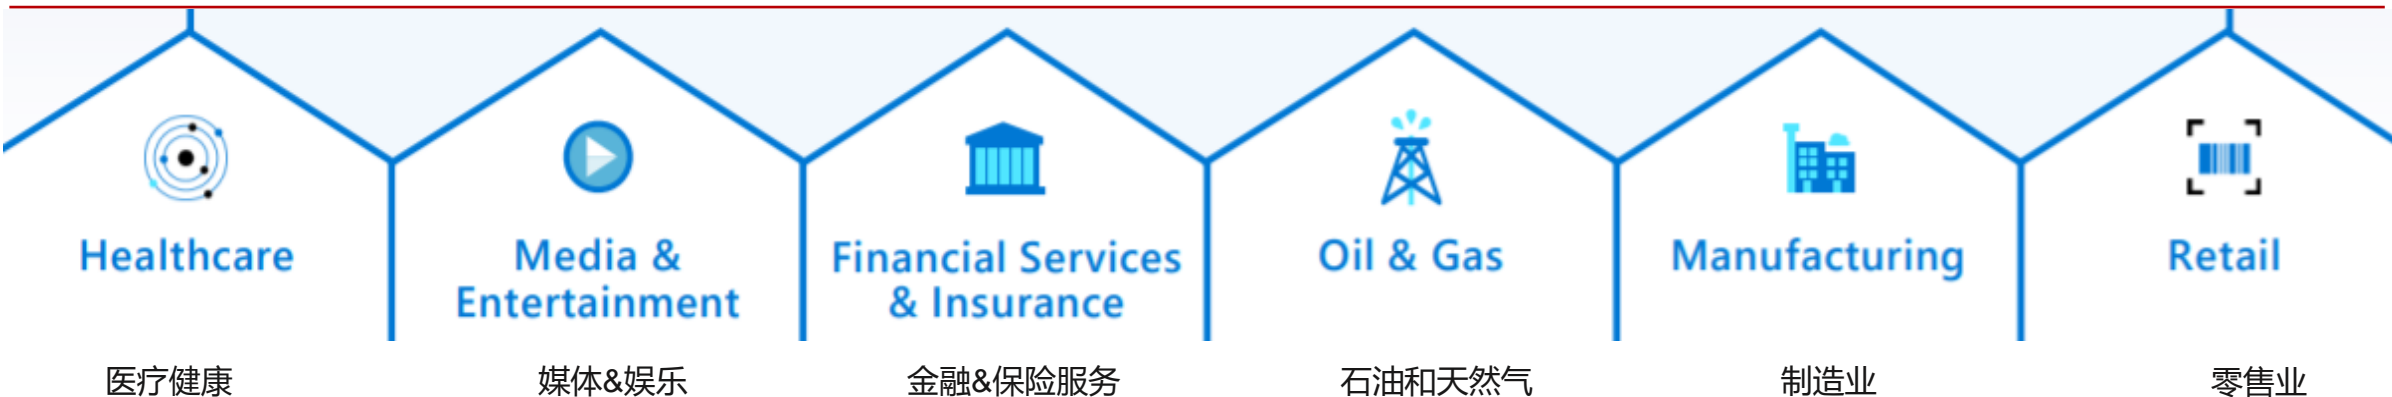 Healthcare
Media &
Entertainment
Financial Services
& Insurance
Oil & Gas
Manufacturing
Retail
医疗健康
媒体&娱乐
金融&保险服务
石油和天然气
制造业
零售业